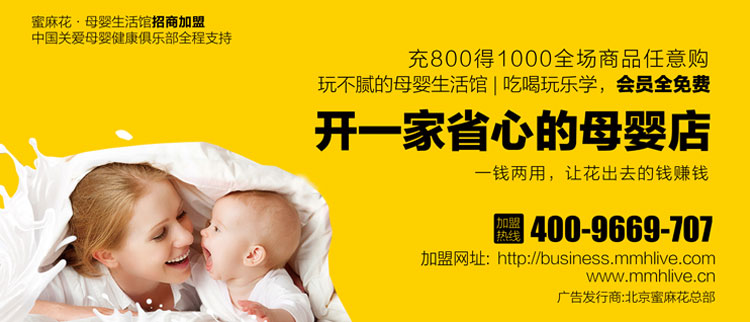 蜜麻花·母婴生活馆招商加盟
中国关爱母婴健康俱乐部全程支持
充800得1000全场商品任意购
玩不腻的母婴生活馆|吃喝玩乐学，会员全免费
开一家省心的母婴店
一钱两用，让花出去的钱赚钱
加盟热线 400-9669-707
加盟网址: http://business.mmhlive.com
www.mmhlive.cn
广告发行商:北京蜜麻花总部